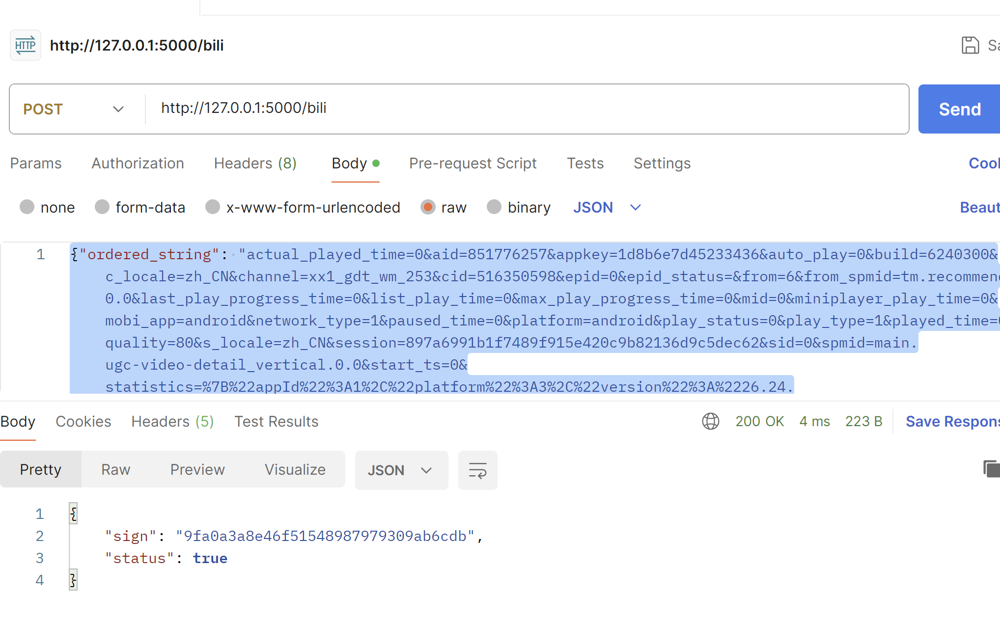 HTTP http://127.0.0.1:5000/bili
POST http://127.0.0.1:5000/bili Send
Params Authorization Headers (8) Body Pre-request Script Tests Settings
none form-data x-www-form-urlencoded raw binary JSON
1 {"ordered_string": "actual_played_time=0&aid=851776257&appkey=1d8b6e7d45233436&auto_play=0&build=6240300&
c_locale=zh_CN&channel=xx1_gdt_wm_253&cid=516350598&epid=0&epid_status=&from=6&from_spmid=tm.recommen
0.0&last_play_progress_time=0&list_play_time=0&max_play_progress_time=0&mid=0&miniplayer_play_time=0&
mobi_app=android&network_type=1&paused_time=0&platform=android&play_status=0&play_type=1&played_time=
quality=80&s_locale=zh_CN&session=897a6991b1f7489f915e420c9b82136d9c5dec62&sid=0&spmid=main.
ugc-video-detail_vertical.0.0&start_ts=0&
statistics=%7B%22appId%22%3A1%2C%22platform%22%3A3%2C%22version%22%3A%226.24.
Body Cookies Headers (5) Test Results 200 OK 4 ms 223 B Save
Pretty Raw Preview Visualize JSON
1 {
2 "sign": "9fa0a3a8e46f51548987979309ab6cdb",
3 "status": true
4 }